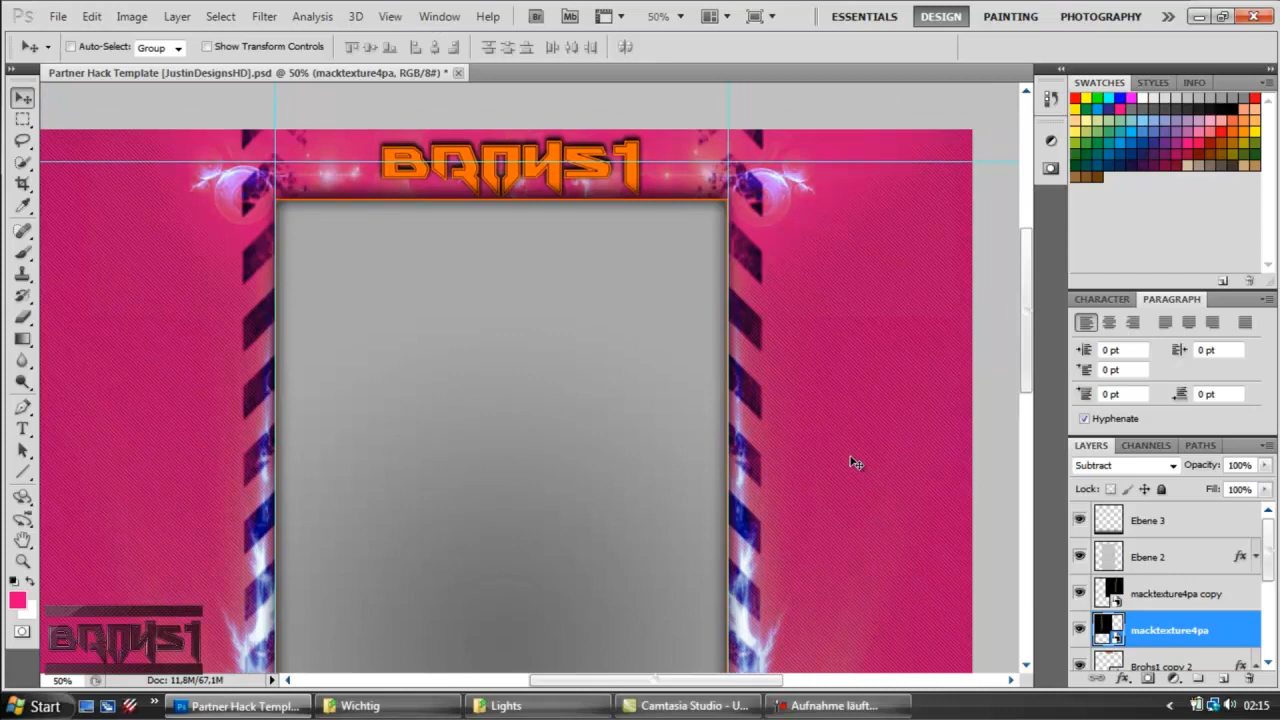 File Edit Image Layer Select Filter Analysis 3D View Window Help 50% ESSENTIALS DESIGN PAINTING PHOTOGRAPHY
Auto-Select: Group Show Transform Controls
Partner Hack Template [JustinDesignsHD].psd @ 50% (macktexture4pa, RGB/8#) *
SWATCHES STYLES INFO
BROHS1
CHARACTER PARAGRAPH
0 pt 0 pt
0 pt
0 pt 0 pt
Hyphenate
LAYERS CHANNELS PATHS
Subtract Opacity: 100%
Lock: Fill: 100%
Ebene 3
Ebene 2
macktexture4pa copy
macktexture4pa
Brohs1 copy 2
BROHS1
50% Doc: 11,8M/67,1M
Start Partner Hack Templ... Wichtig Lights Camtasia Studio - U... Aufnahme läuft... 02:15